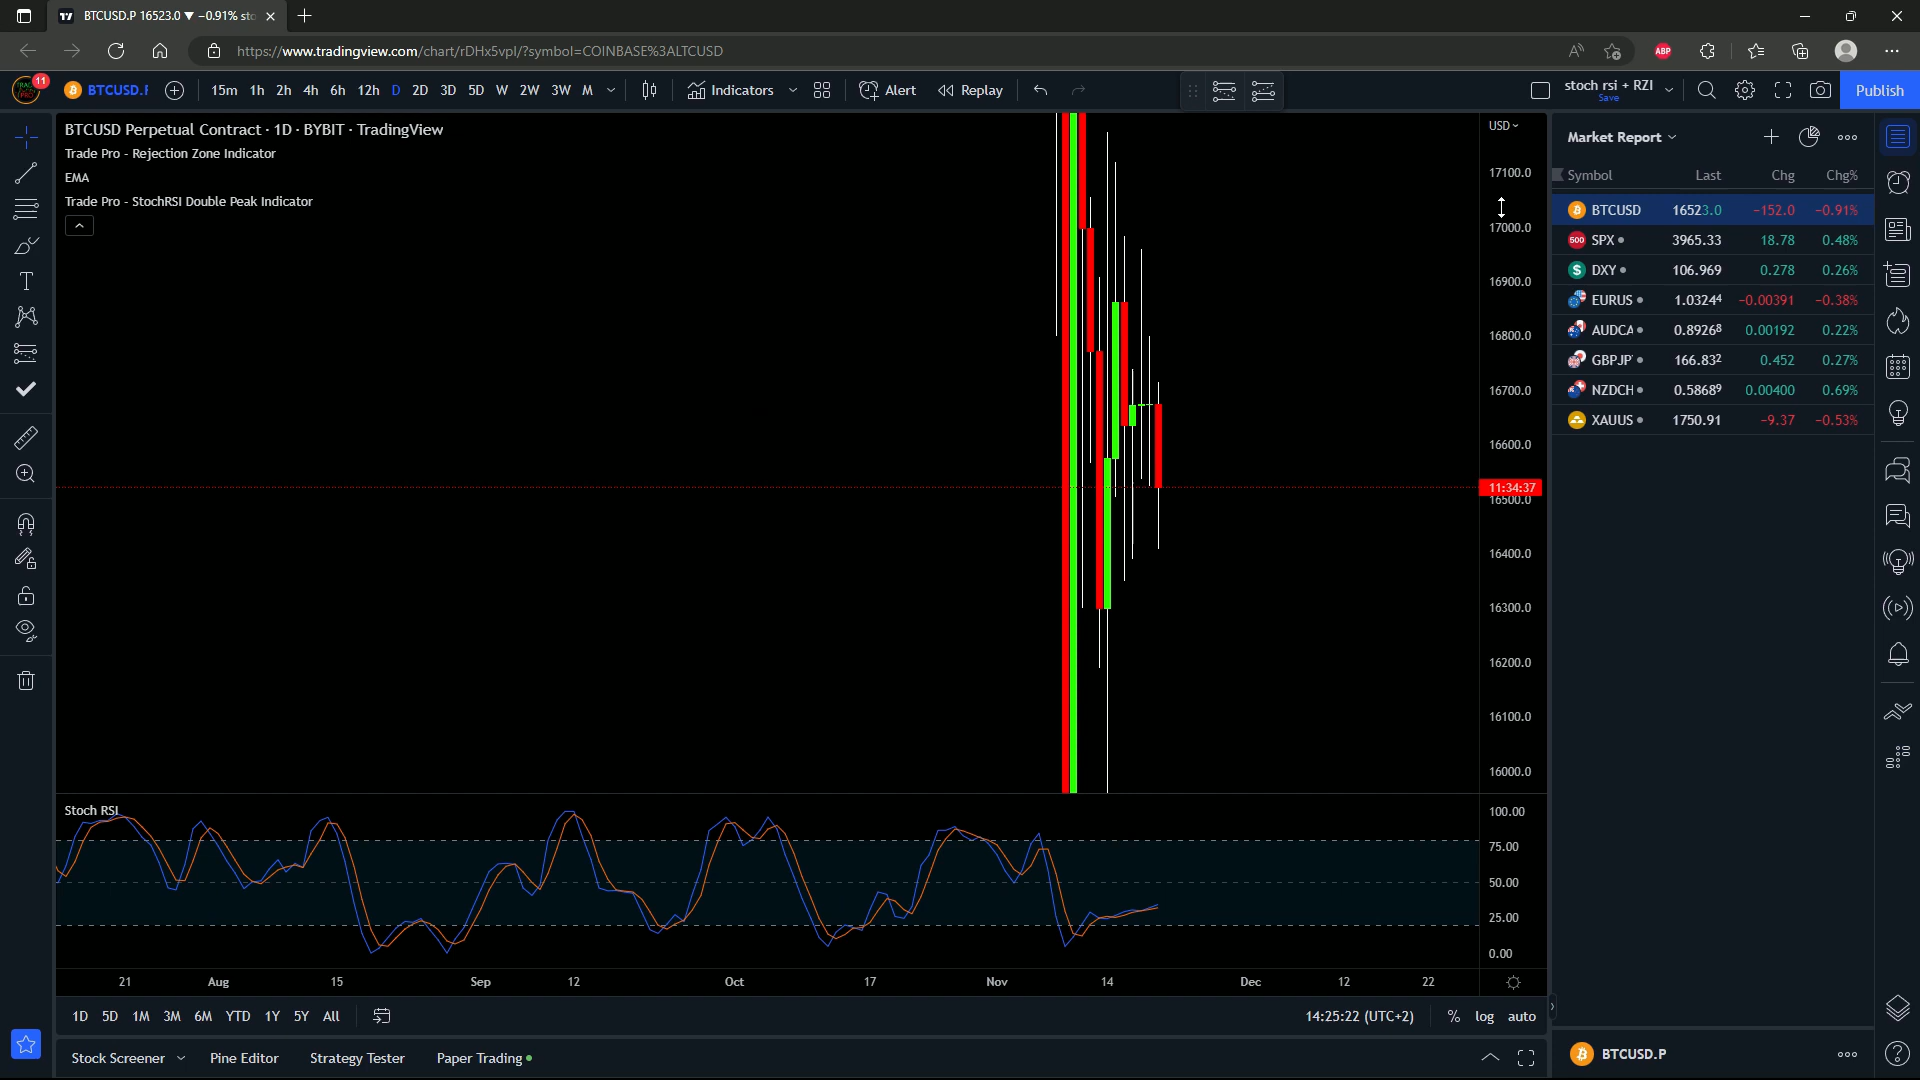 BTCUSD.P 16523.0 ▼ −0.91% sto
https://www.tradingview.com/chart/rDHx5vpl/?symbol=COINBASE%3ALTCUSD
ABP
11
BTCUSD.F 15m 1h 2h 4h 6h 12h D 2D 3D 5D W 2W 3W M Indicators Alert Replay stoch rsi + RZI Save Publish
BTCUSD Perpetual Contract · 1D · BYBIT · TradingView
Trade Pro - Rejection Zone Indicator
EMA
Trade Pro - StochRSI Double Peak Indicator
USD
17100.0
17000.0
16900.0
16800.0
16700.0
16600.0
11:34:37
16500.0
16400.0
16300.0
16200.0
16100.0
16000.0
Stoch RSI
100.00
75.00
50.00
25.00
0.00
21 Aug 15 Sep 12 Oct 17 Nov 14 Dec 12 22
1D 5D 1M 3M 6M YTD 1Y 5Y All 14:25:22 (UTC+2) % log auto
Stock Screener Pine Editor Strategy Tester Paper Trading
Market Report
Symbol Last Chg Chg%
BTCUSD 16523.0 −152.0 −0.91%
500 SPX 3965.33 18.78 0.48%
DXY 106.969 0.278 0.26%
EURUS 1.03244 −0.00391 −0.38%
AUDCA 0.89268 0.00192 0.22%
GBPJP 166.832 0.452 0.27%
NZDCH 0.58689 0.00400 0.69%
XAUUS 1750.91 −9.37 −0.53%
BTCUSD.P